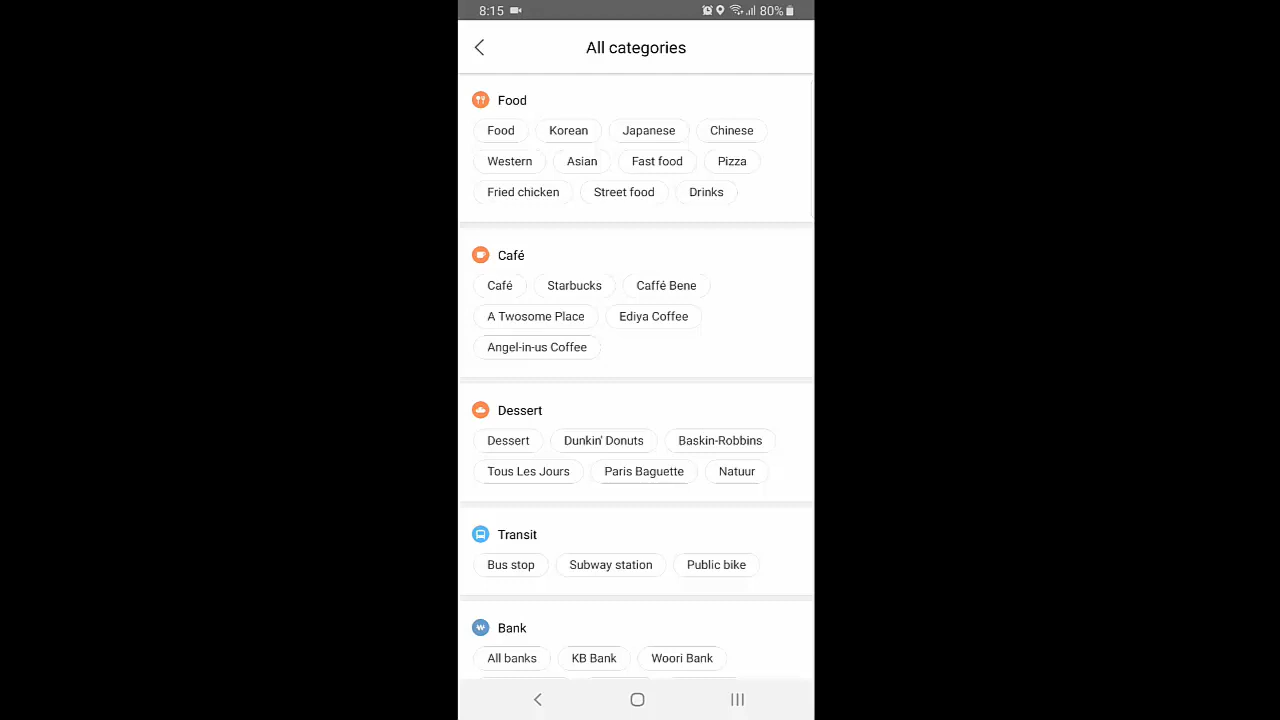 8:15 80%
All categories
Food
Food Korean Japanese Chinese
Western Asian Fast food Pizza
Fried chicken Street food Drinks
Café
Café Starbucks Caffé Bene
A Twosome Place Ediya Coffee
Angel-in-us Coffee
Dessert
Dessert Dunkin' Donuts Baskin-Robbins
Tous Les Jours Paris Baguette Natuur
Transit
Bus stop Subway station Public bike
₩ Bank
All banks KB Bank Woori Bank